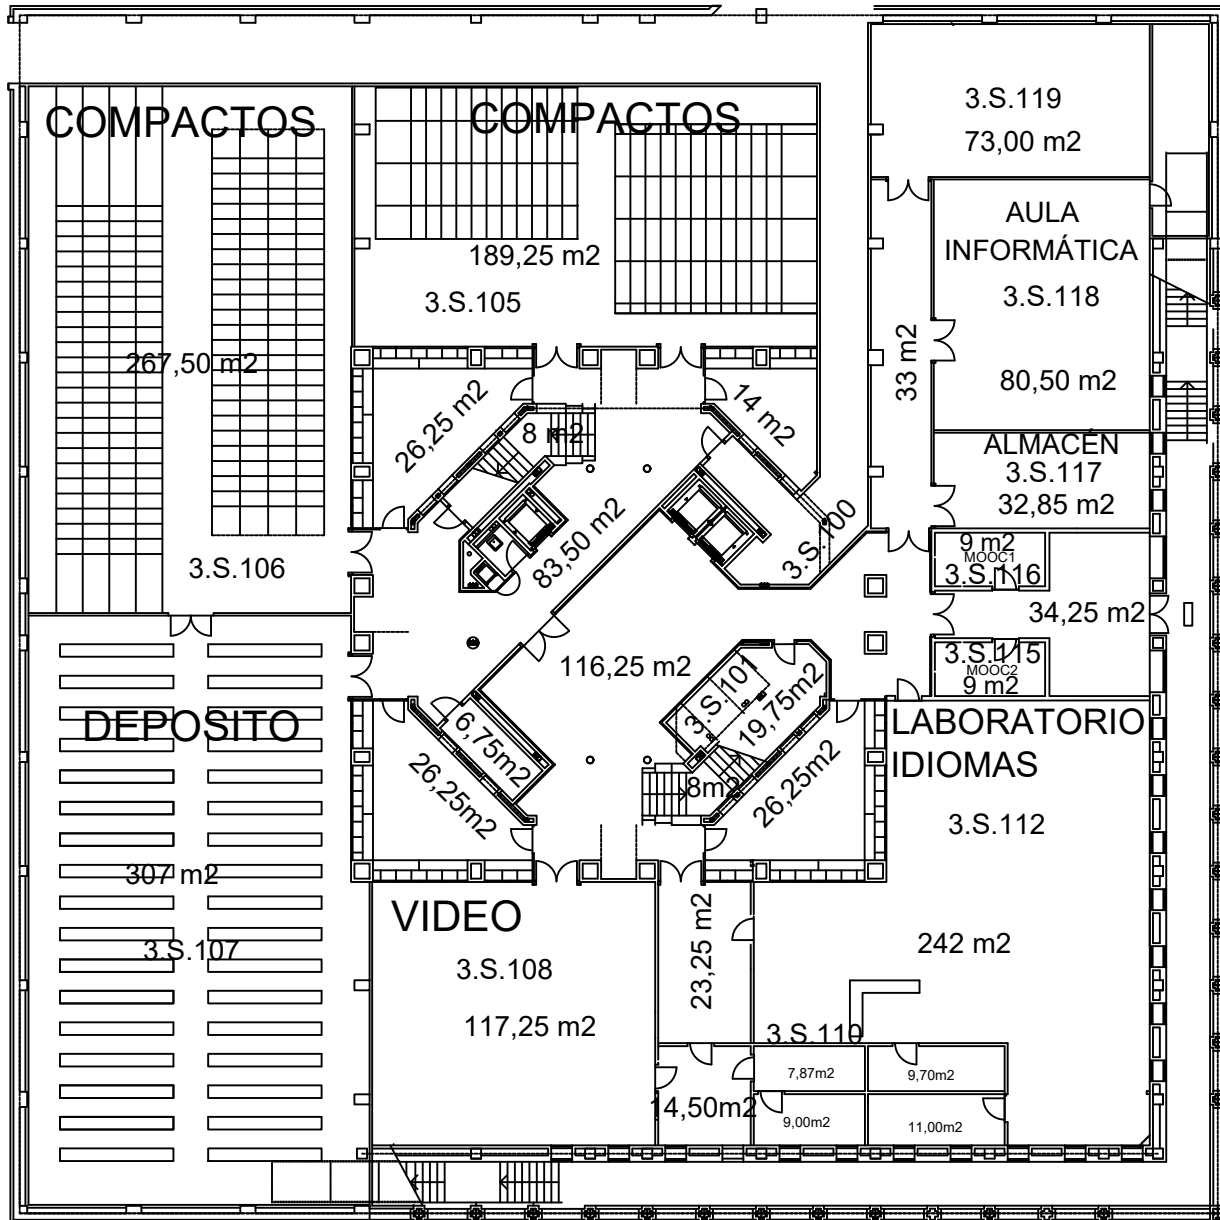 COMPACTOS
COMPACTOS
3.S.119
73,00 m2
AULA
INFORMÁTICA
3.S.118
80,50 m2
189,25 m2
3.S.105
33 m2
267,50 m2
26,25 m2
8 m2
14 m2
ALMACÉN
3.S.117
32,85 m2
83,50 m2
3.S.100
3.S.106
9 m2
MOOC1
3.S.116
34,25 m2
3.S.115
MOOC2
9 m2
116,25 m2
3.S.101
19,75m2
6,75m2
26,25m2
8m2
26,25m2
DEPOSITO
LABORATORIO
IDIOMAS
3.S.112
307 m2
3.S.107
VIDEO
3.S.108
117,25 m2
23,25 m2
242 m2
3.S.110
7,87m2
9,70m2
14,50m2
9,00m2
11,00m2